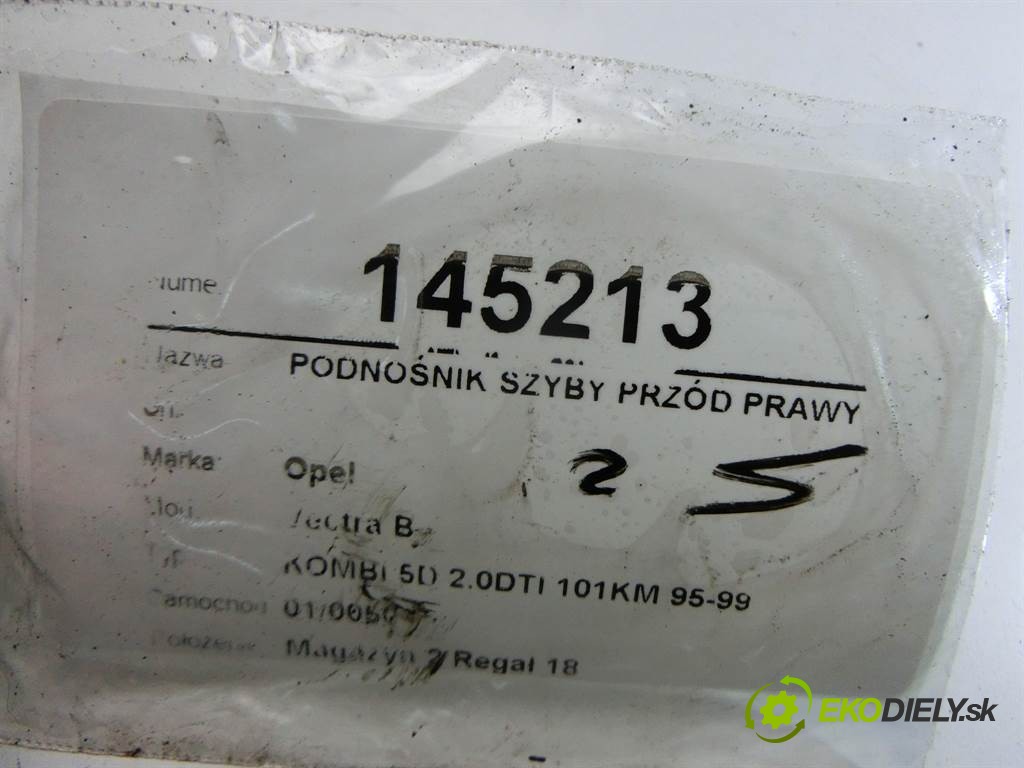 145213
PODNOŚNIK SZYBY PRZÓD PRAWY
Marka Opel
Vectra B
KOMBI 5D 2.0DTI 101KM 95-99
Magazyn 2 Regał 18
EKODIELY.sk